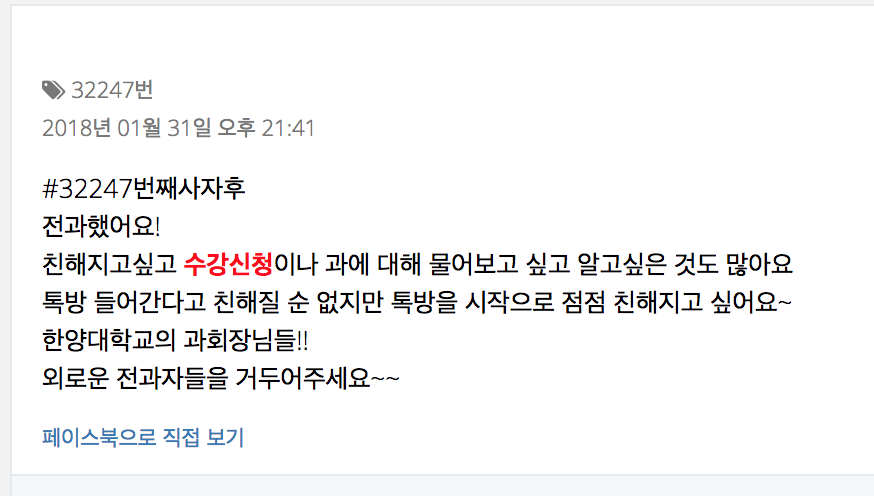 32247번
2018년 01월 31일 오후 21:41
#32247번째사자후
전과했어요!
친해지고싶고 수강신청이나 과에 대해 물어보고 싶고 알고싶은 것도 많아요
톡방 들어간다고 친해질 순 없지만 톡방을 시작으로 점점 친해지고 싶어요~
한양대학교의 과회장님들!!
외로운 전과자들을 거두어주세요~~
페이스북으로 직접 보기